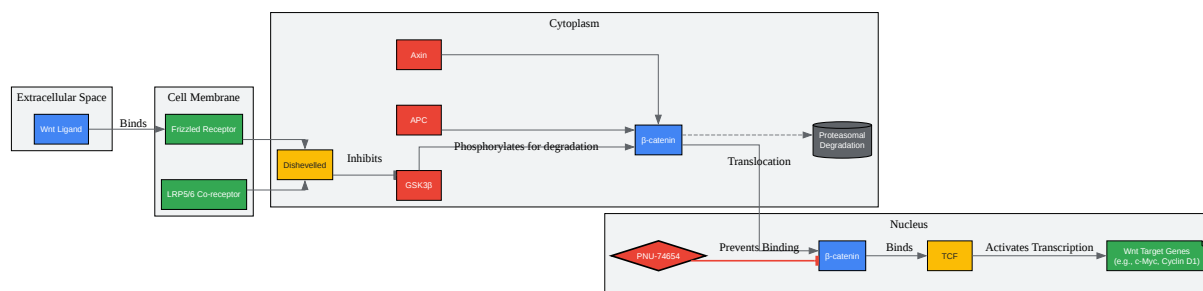 Cytoplasm
Axin
Extracellular Space
Cell Membrane
Wnt Ligand
Binds
Frizzled Receptor
APC
β-catenin
Proteasomal
Degradation
Phosphorylates for degradation
Inhibits
Dishevelled
Translocation
GSK3β
LRP5/6 Co-receptor
Nucleus
PNU-74654
Prevents Binding
β-catenin
Binds
TCF
Activates Transcription
Wnt Target Genes
(e.g., c-Myc, Cyclin D1)